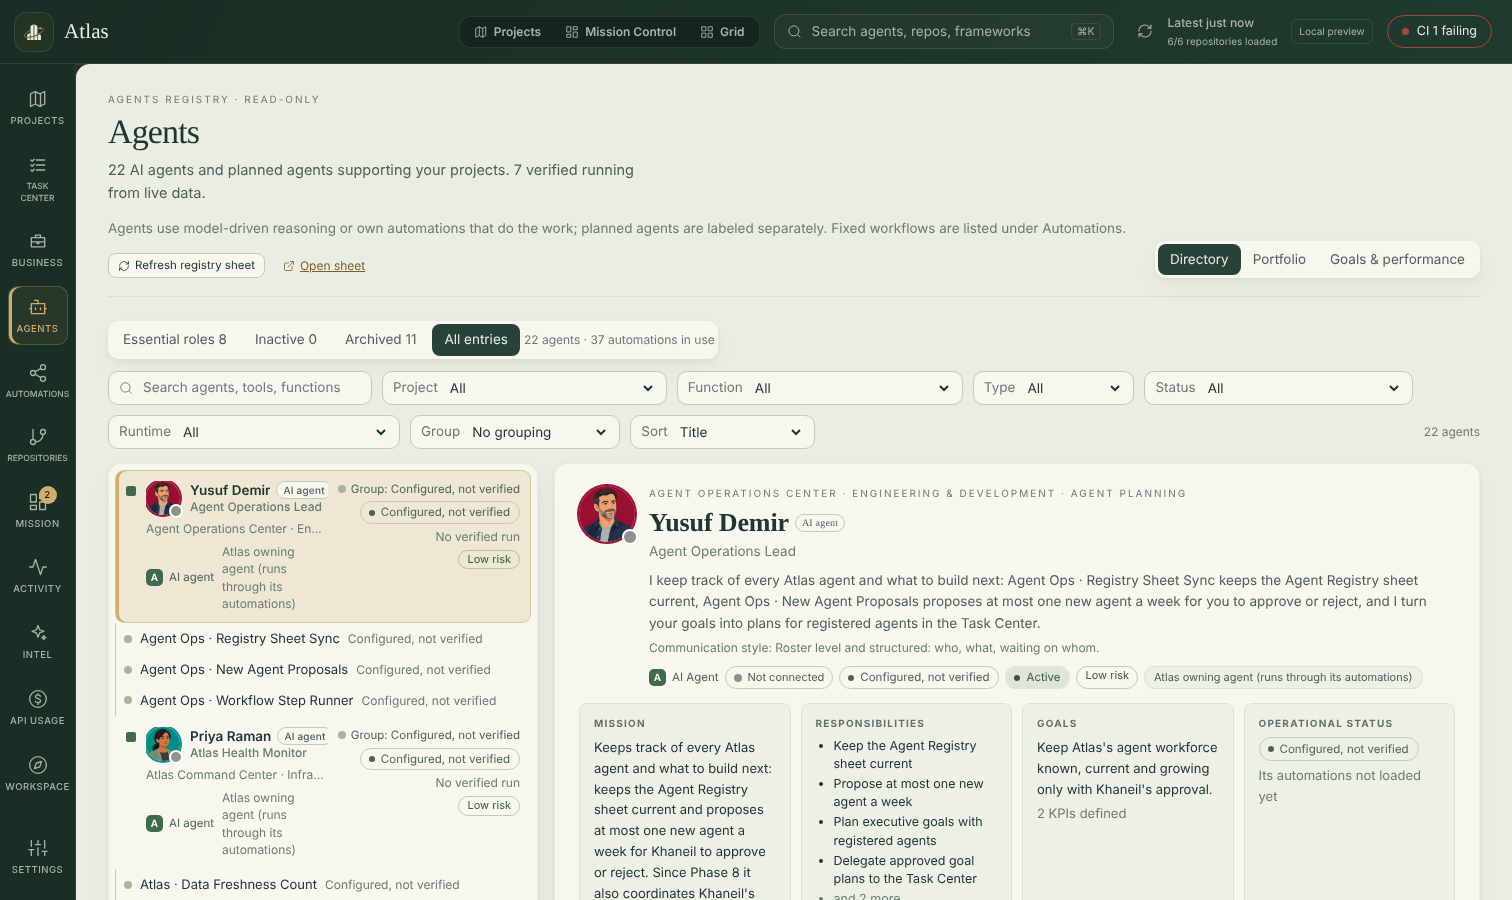 Atlas
Projects
Mission Control
Grid
Search agents, repos, frameworks
⌘K
Latest just now
6/6 repositories loaded
Local preview
CI 1 failing
PROJECTS
TASK
CENTER
BUSINESS
AGENTS
AUTOMATIONS
REPOSITORIES
2
MISSION
ACTIVITY
INTEL
API USAGE
WORKSPACE
SETTINGS
AGENTS REGISTRY · READ-ONLY
Agents
22 AI agents and planned agents supporting your projects. 7 verified running
from live data.
Agents use model-driven reasoning or own automations that do the work; planned agents are labeled separately. Fixed workflows are listed under Automations.
Refresh registry sheet
Open sheet
Directory
Portfolio
Goals & performance
Essential roles 8
Inactive 0
Archived 11
All entries
22 agents · 37 automations in use
Search agents, tools, functions
Project All
Function All
Type All
Status All
Runtime All
Group No grouping
Sort Title
22 agents
Yusuf Demir
AI agent
Group: Configured, not verified
Agent Operations Lead
Configured, not verified
Agent Operations Center · En...
No verified run
Low risk
A AI agent
Atlas owning
agent (runs
through its
automations)
Agent Ops · Registry Sheet Sync Configured, not verified
Agent Ops · New Agent Proposals Configured, not verified
Agent Ops · Workflow Step Runner Configured, not verified
Priya Raman
AI agent
Group: Configured, not verified
Atlas Health Monitor
Configured, not verified
Atlas Command Center · Infra...
No verified run
Low risk
A AI agent
Atlas owning
agent (runs
through its
automations)
Atlas · Data Freshness Count Configured, not verified
AGENT OPERATIONS CENTER · ENGINEERING & DEVELOPMENT · AGENT PLANNING
Yusuf Demir
AI agent
Agent Operations Lead
I keep track of every Atlas agent and what to build next: Agent Ops · Registry Sheet Sync keeps the Agent Registry sheet
current, Agent Ops · New Agent Proposals proposes at most one new agent a week for you to approve or reject, and I turn
your goals into plans for registered agents in the Task Center.
Communication style: Roster level and structured: who, what, waiting on whom.
A AI Agent
Not connected
Configured, not verified
Active
Low risk
Atlas owning agent (runs through its automations)
MISSION
Keeps track of every Atlas
agent and what to build next:
keeps the Agent Registry
sheet current and proposes
at most one new agent a
week for Khaneil to approve
or reject. Since Phase 8 it
also coordinates Khaneil's
RESPONSIBILITIES
• Keep the Agent Registry
sheet current
• Propose at most one new
agent a week
• Plan executive goals with
registered agents
• Delegate approved goal
plans to the Task Center
• and 2 more
GOALS
Keep Atlas's agent workforce
known, current and growing
only with Khaneil's approval.
2 KPIs defined
OPERATIONAL STATUS
Configured, not verified
Its automations not loaded
yet